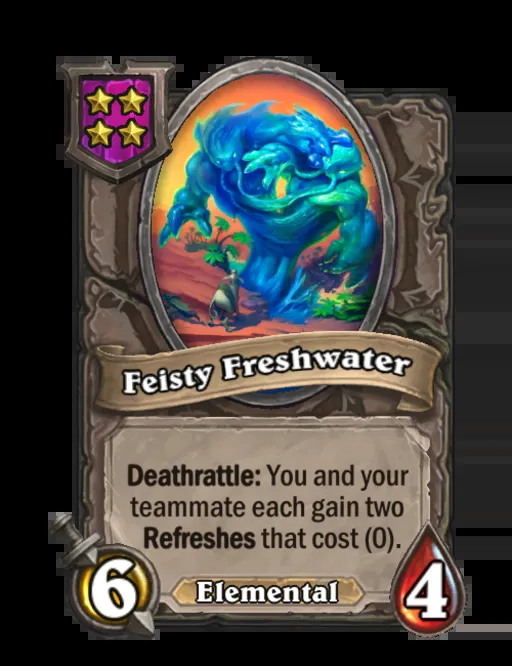 Feisty Freshwater
Deathrattle: You and your
teammate each gain two
Refreshes that cost (0).
6
Elemental
4